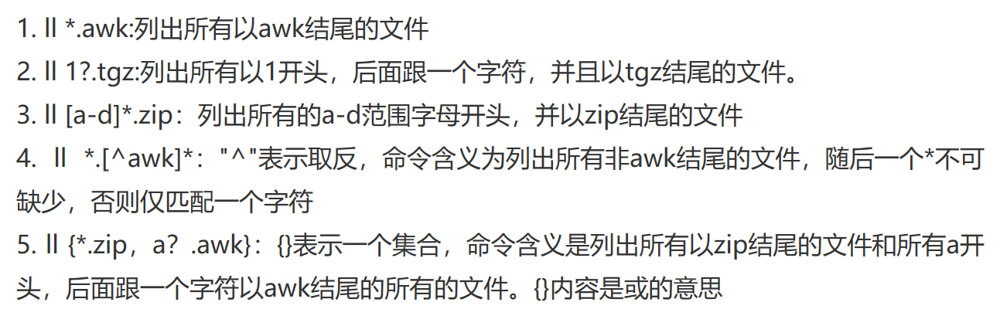 1. ll *.awk:列出所有以awk结尾的文件
2. ll 1?.tgz:列出所有以1开头，后面跟一个字符，并且以tgz结尾的文件。
3. ll [a-d]*.zip：列出所有的a-d范围字母开头，并以zip结尾的文件
4. ll *.[^awk]*："^"表示取反，命令含义为列出所有非awk结尾的文件，随后一个*不可
缺少，否则仅匹配一个字符
5. ll {*.zip，a？.awk}：{}表示一个集合，命令含义是列出所有以zip结尾的文件和所有a开
头，后面跟一个字符以awk结尾的所有的文件。{}内容是或的意思